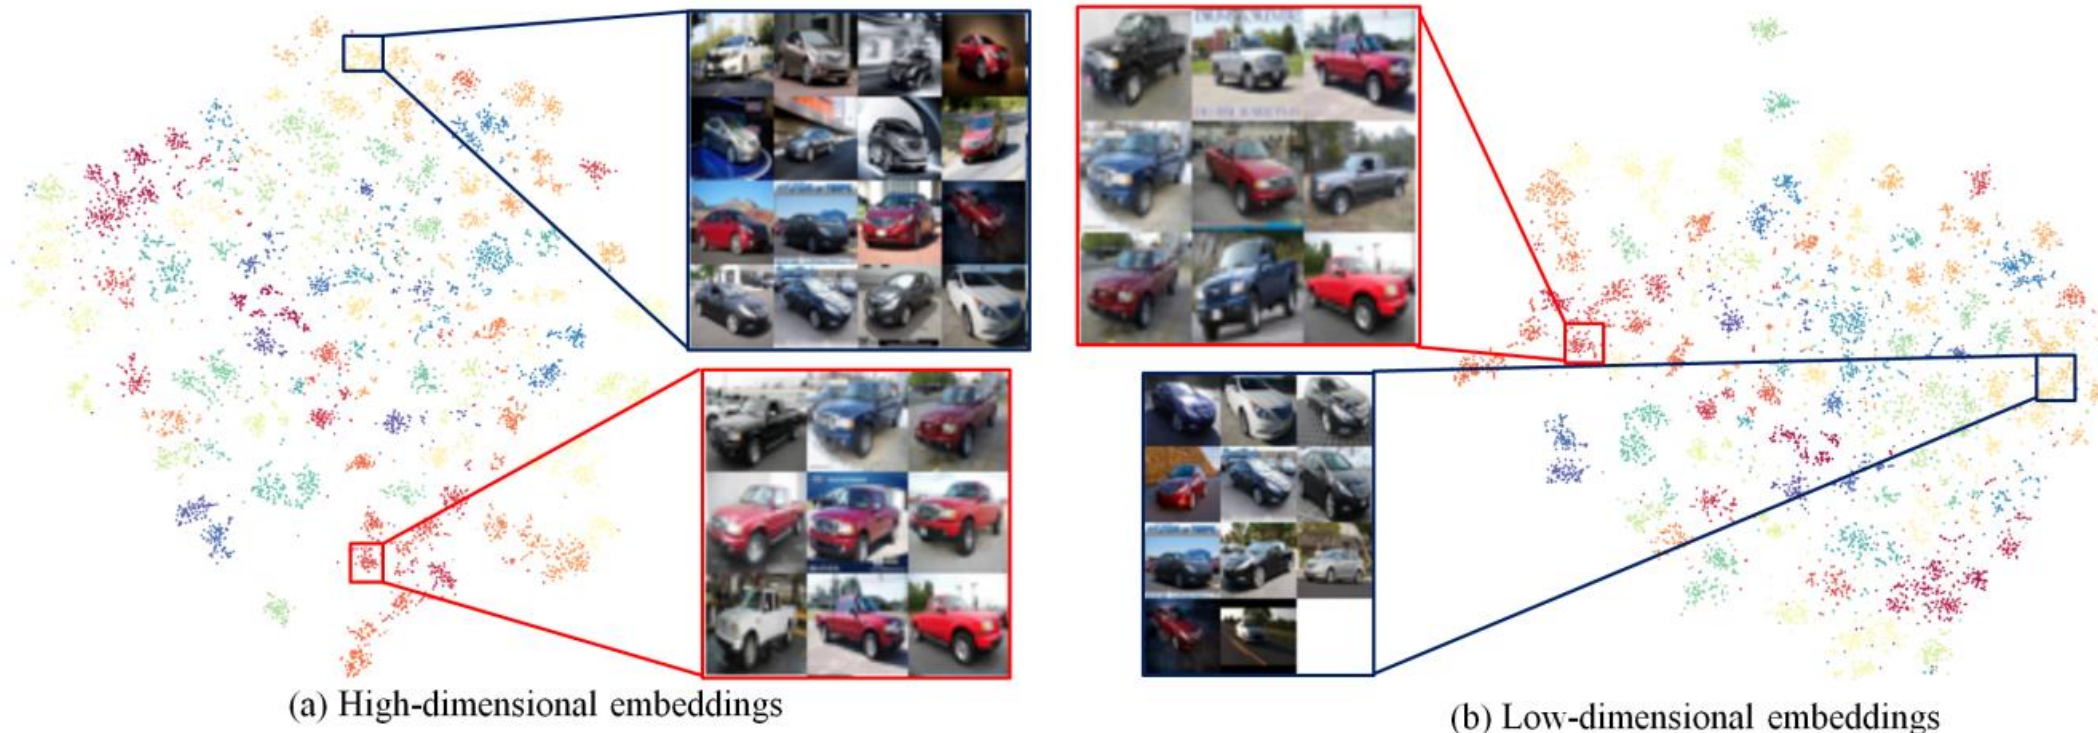 (a) High-dimensional embeddings
(b) Low-dimensional embeddings